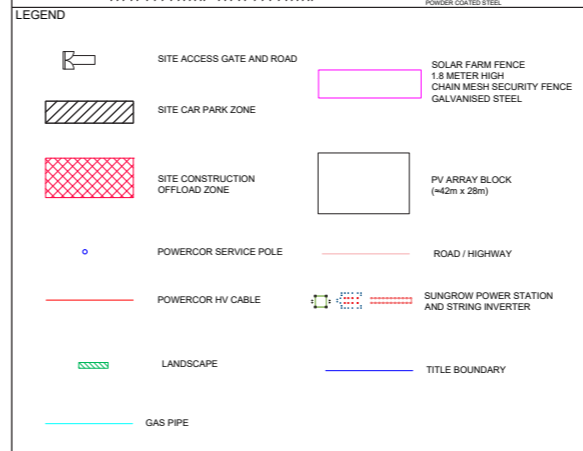 POWDER COATED STEEL
LEGEND
SITE ACCESS GATE AND ROAD
SITE CAR PARK ZONE
SITE CONSTRUCTION
OFFLOAD ZONE
POWERCOR SERVICE POLE
POWERCOR HV CABLE
LANDSCAPE
GAS PIPE
SOLAR FARM FENCE
1.8 METER HIGH
CHAIN MESH SECURITY FENCE
GALVANISED STEEL
PV ARRAY BLOCK
(≈42m x 28m)
ROAD / HIGHWAY
SUNGROW POWER STATION
AND STRING INVERTER
TITLE BOUNDARY